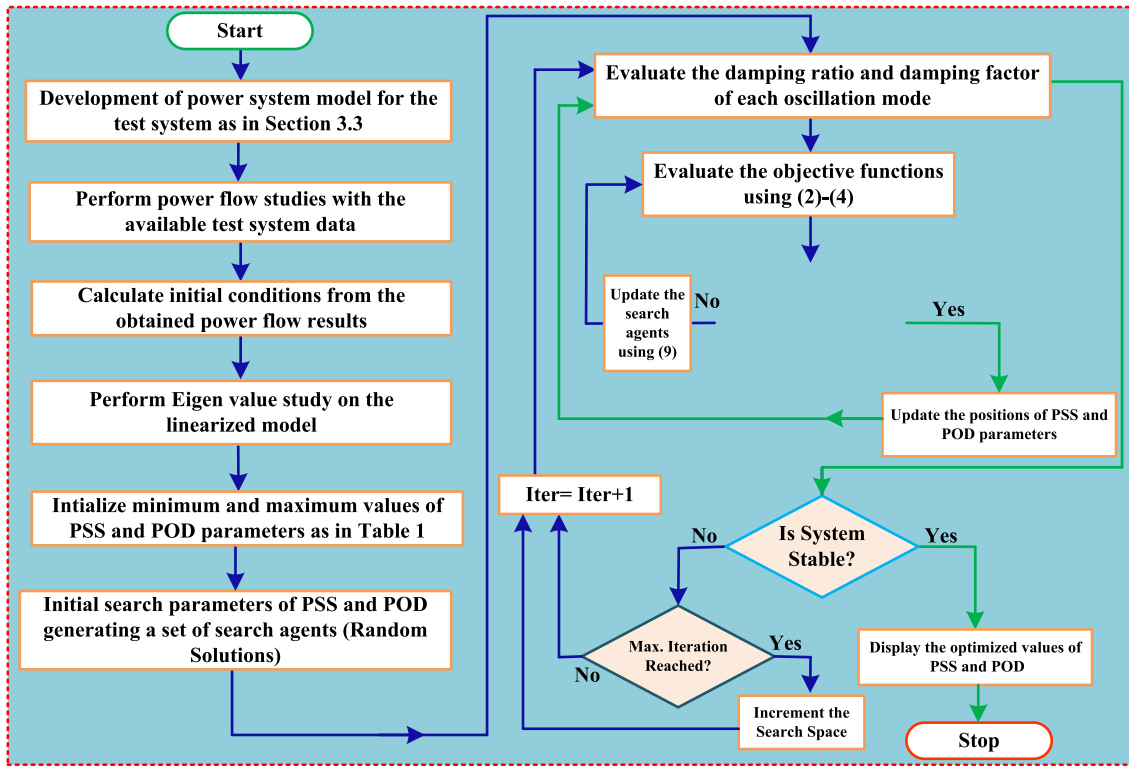 Start
Development of power system model for the
test system as in Section 3.3
Perform power flow studies with the
available test system data
Calculate initial conditions from the
obtained power flow results
Perform Eigen value study on the
linearized model
Intialize minimum and maximum values of
PSS and POD parameters as in Table 1
Initial search parameters of PSS and POD
generating a set of search agents (Random
Solutions)
Evaluate the damping ratio and damping factor
of each oscillation mode
Evaluate the objective functions
using (2)-(4)
Update the
search
agents
using (9)
No
Yes
Update the positions of PSS and
POD parameters
Iter= Iter+1
Is System
Stable?
No
Yes
Max. Iteration
Reached?
No
Yes
Increment the
Search Space
Display the optimized values of
PSS and POD
Stop